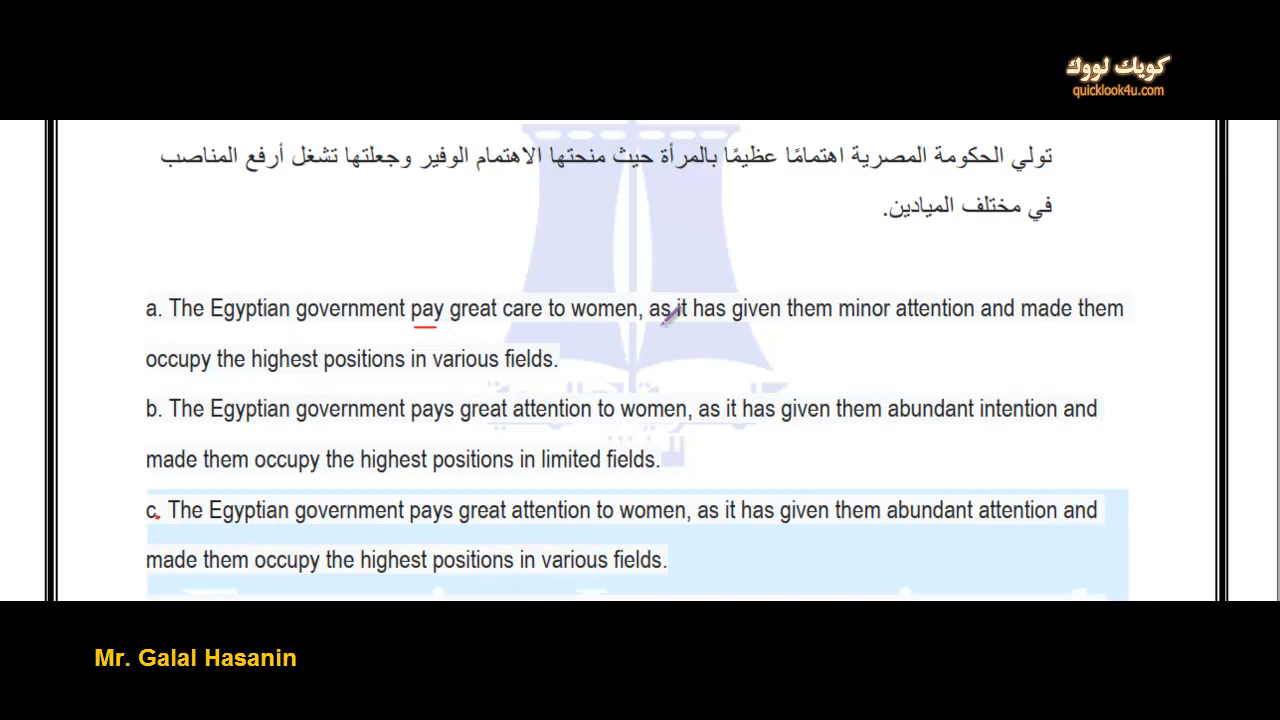 كويك لووك
quicklook4u.com
تولي الحكومة المصرية اهتمامًا عظيمًا بالمرأة حيث منحتها الاهتمام الوفير وجعلتها تشغل أرفع المناصب
في مختلف الميادين.
a. The Egyptian government pay great care to women, as it has given them minor attention and made them
occupy the highest positions in various fields.
b. The Egyptian government pays great attention to women, as it has given them abundant intention and
made them occupy the highest positions in limited fields.
c. The Egyptian government pays great attention to women, as it has given them abundant attention and
made them occupy the highest positions in various fields.
Mr. Galal Hasanin